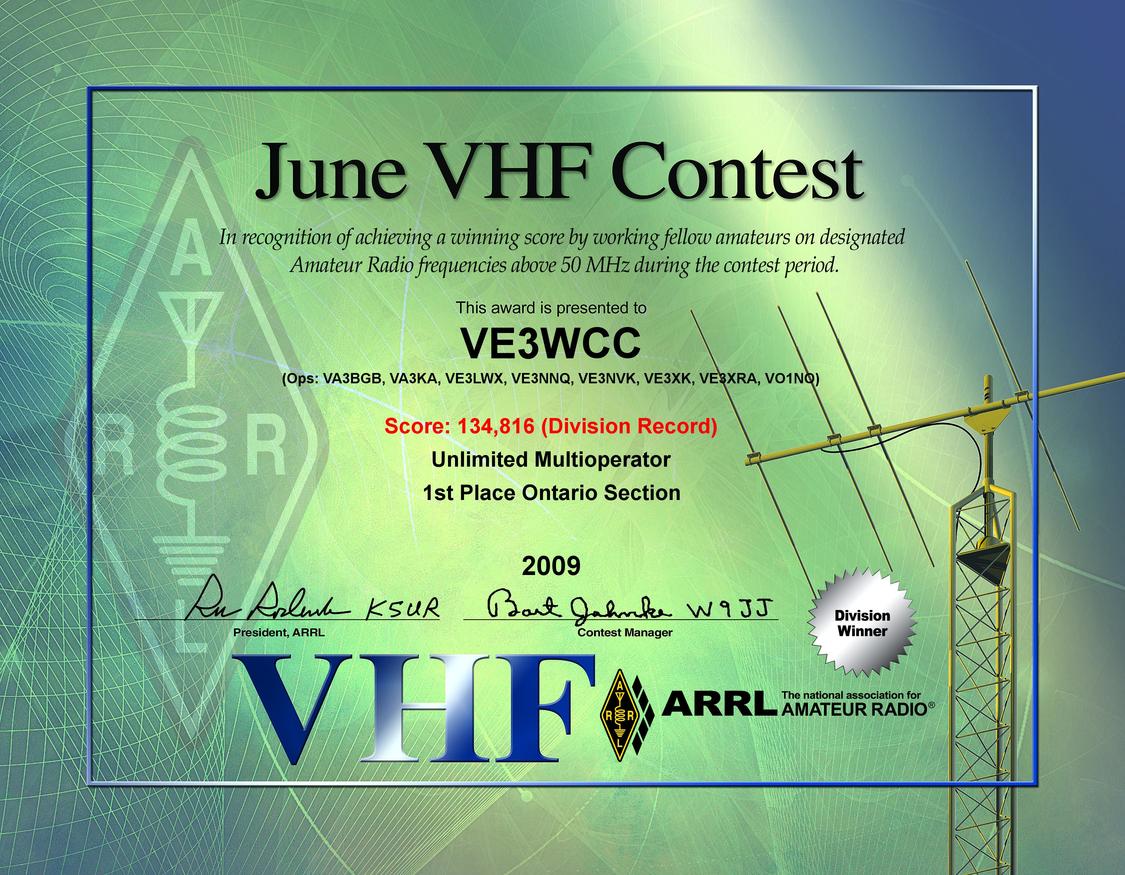 June VHF Contest
In recognition of achieving a winning score by working fellow amateurs on designated
Amateur Radio frequencies above 50 MHz during the contest period.
This award is presented to
VE3WCC
(Ops: VA3BGB, VA3KA, VE3LWX, VE3NNQ, VE3NVK, VE3XK, VE3XRA, VO1NO)
Score: 134,816 (Division Record)
Unlimited Multioperator
1st Place Ontario Section
2009
K5UR
Bart Jahnke W9JJ
President, ARRL
Contest Manager
Division
Winner
VHF
A
R R
L
ARRL
The national association for
AMATEUR RADIO®
A
R R
L